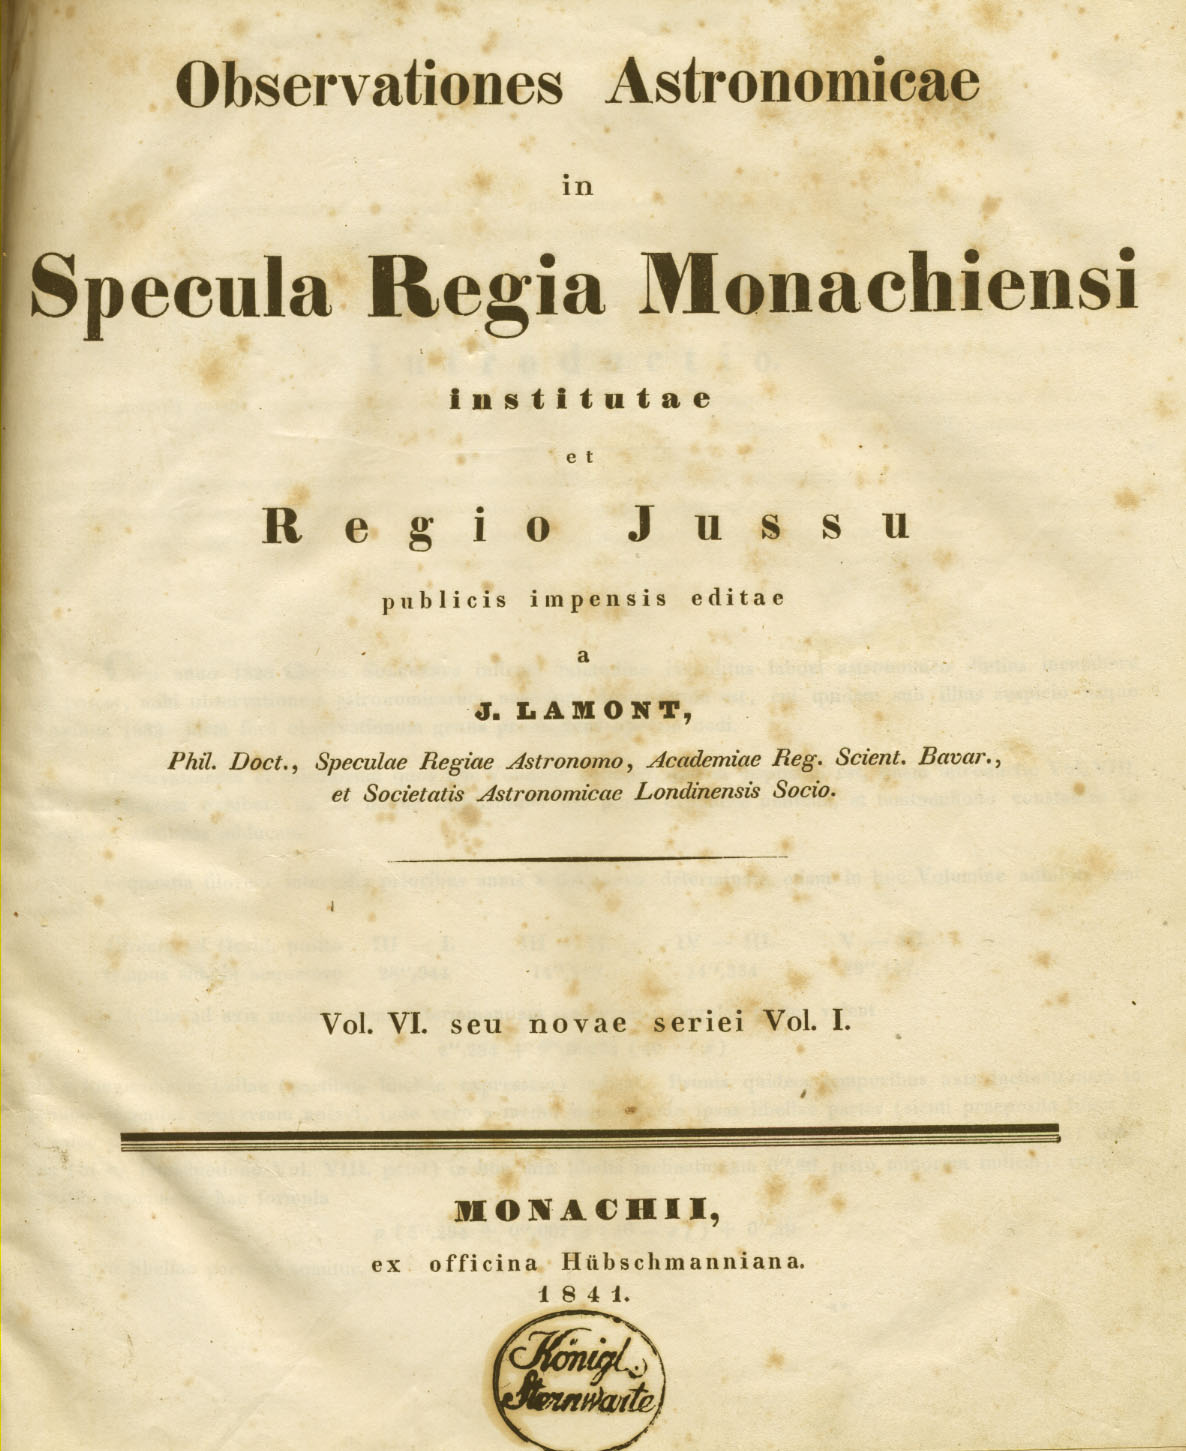 Observationes Astronomicae
in
Specula Regia Monachiensi
institutae
et
Regio Jussu
publicis impensis editae
a
J. LAMONT,
Phil. Doct., Speculae Regiae Astronomo, Academiae Reg. Scient. Bavar.,
et Societatis Astronomicae Londinensis Socio.
Vol. VI. seu novae seriei Vol. I.
MONACHII,
ex officina Hübschmanniana.
1841.
Königl.
Sternwarte